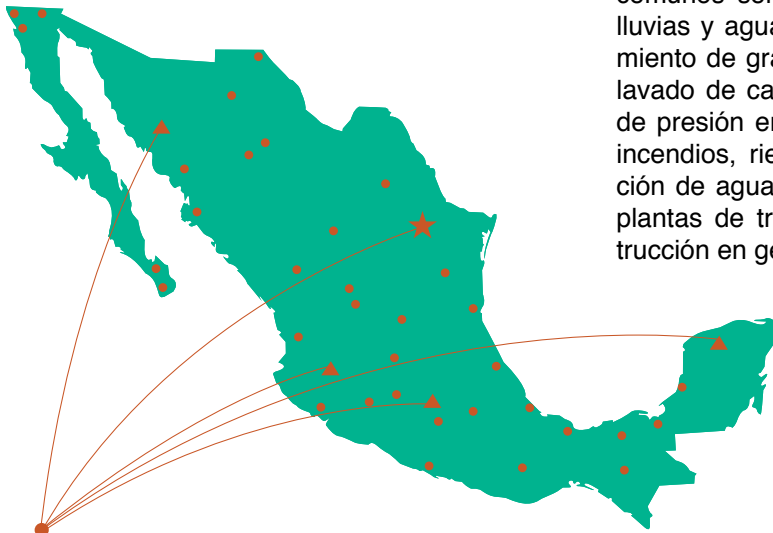 lluvias y agua
miento de gra
lavado de ca
de presión en
incendios, rie
ción de agua
plantas de tr
trucción en ge